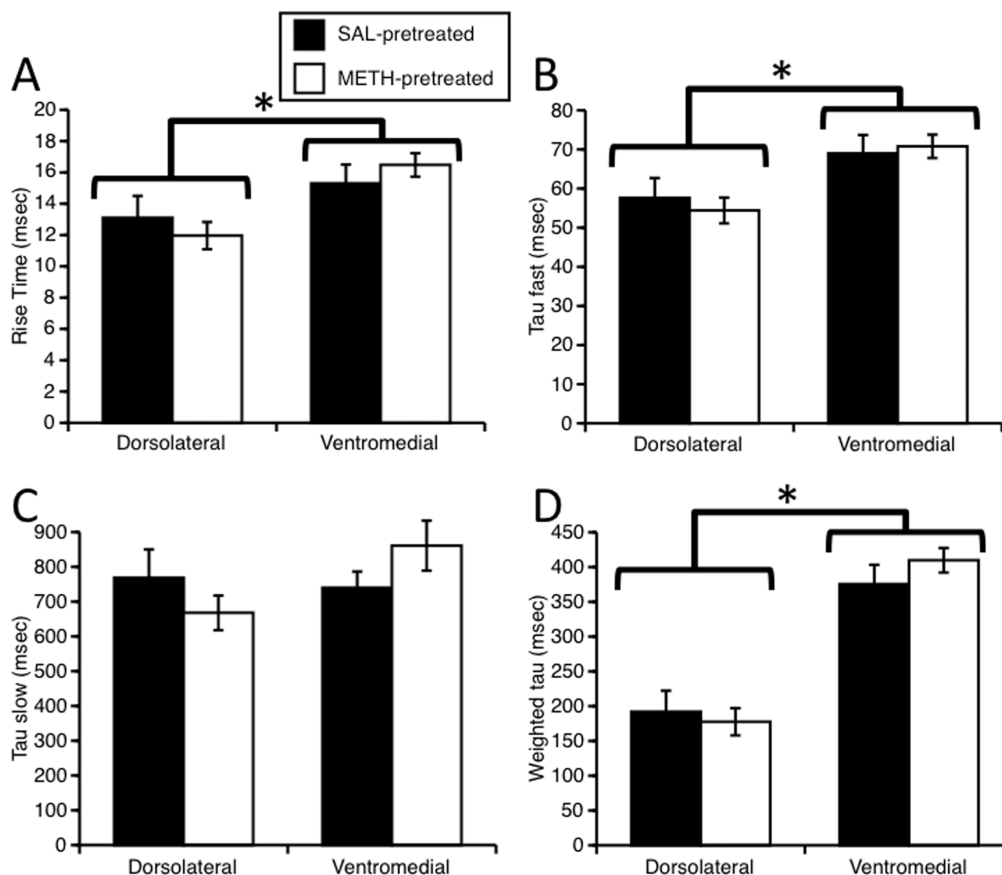 SAL-pretreated
METH-pretreated
A
*
20
18
16
14
12
10
8
6
4
2
0
Rise Time (msec)
Dorsolateral
Ventromedial
B
*
80
70
60
50
40
30
20
10
0
Tau fast (msec)
Dorsolateral
Ventromedial
C
900
800
700
600
500
400
300
200
100
0
Tau slow (msec)
Dorsolateral
Ventromedial
D
*
450
400
350
300
250
200
150
100
50
0
Weighted tau (msec)
Dorsolateral
Ventromedial